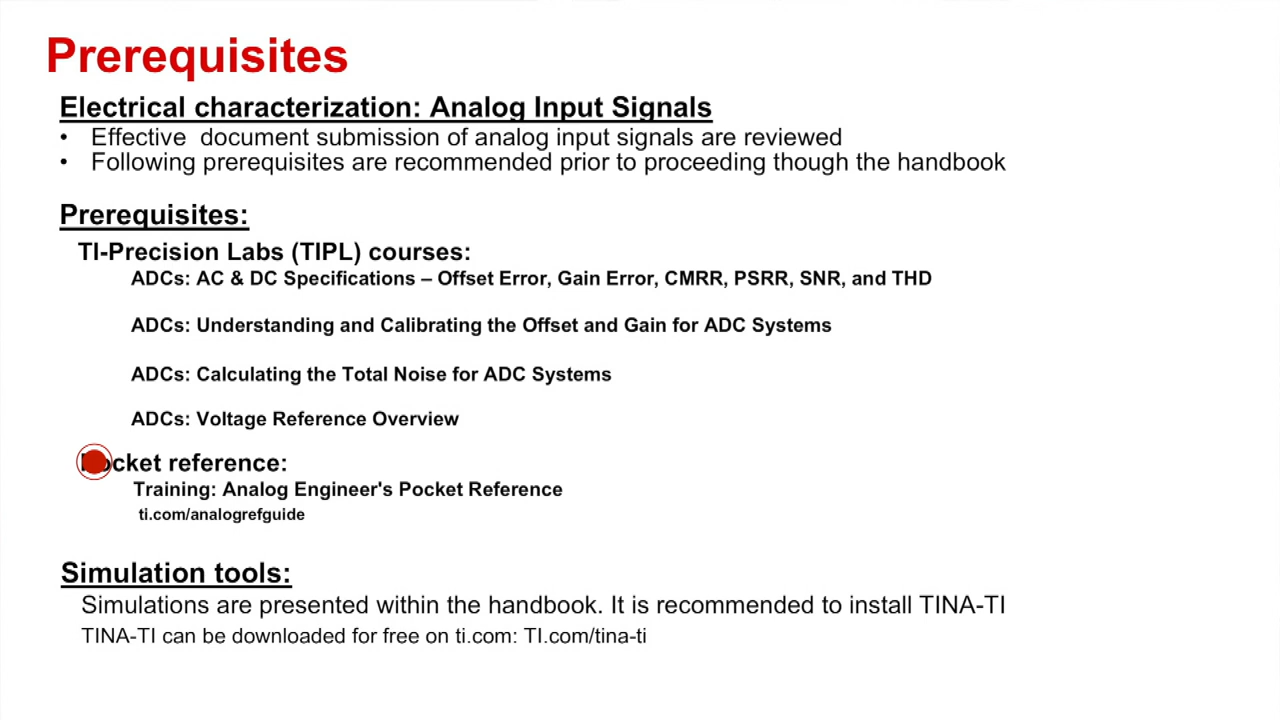 Prerequisites
Electrical characterization: Analog Input Signals
• Effective document submission of analog input signals are reviewed
• Following prerequisites are recommended prior to proceeding though the handbook
Prerequisites:
TI-Precision Labs (TIPL) courses:
ADCs: AC & DC Specifications – Offset Error, Gain Error, CMRR, PSRR, SNR, and THD
ADCs: Understanding and Calibrating the Offset and Gain for ADC Systems
ADCs: Calculating the Total Noise for ADC Systems
ADCs: Voltage Reference Overview
Pocket reference:
Training: Analog Engineer's Pocket Reference
ti.com/analogrefguide
Simulation tools:
Simulations are presented within the handbook. It is recommended to install TINA-TI
TINA-TI can be downloaded for free on ti.com: TI.com/tina-ti